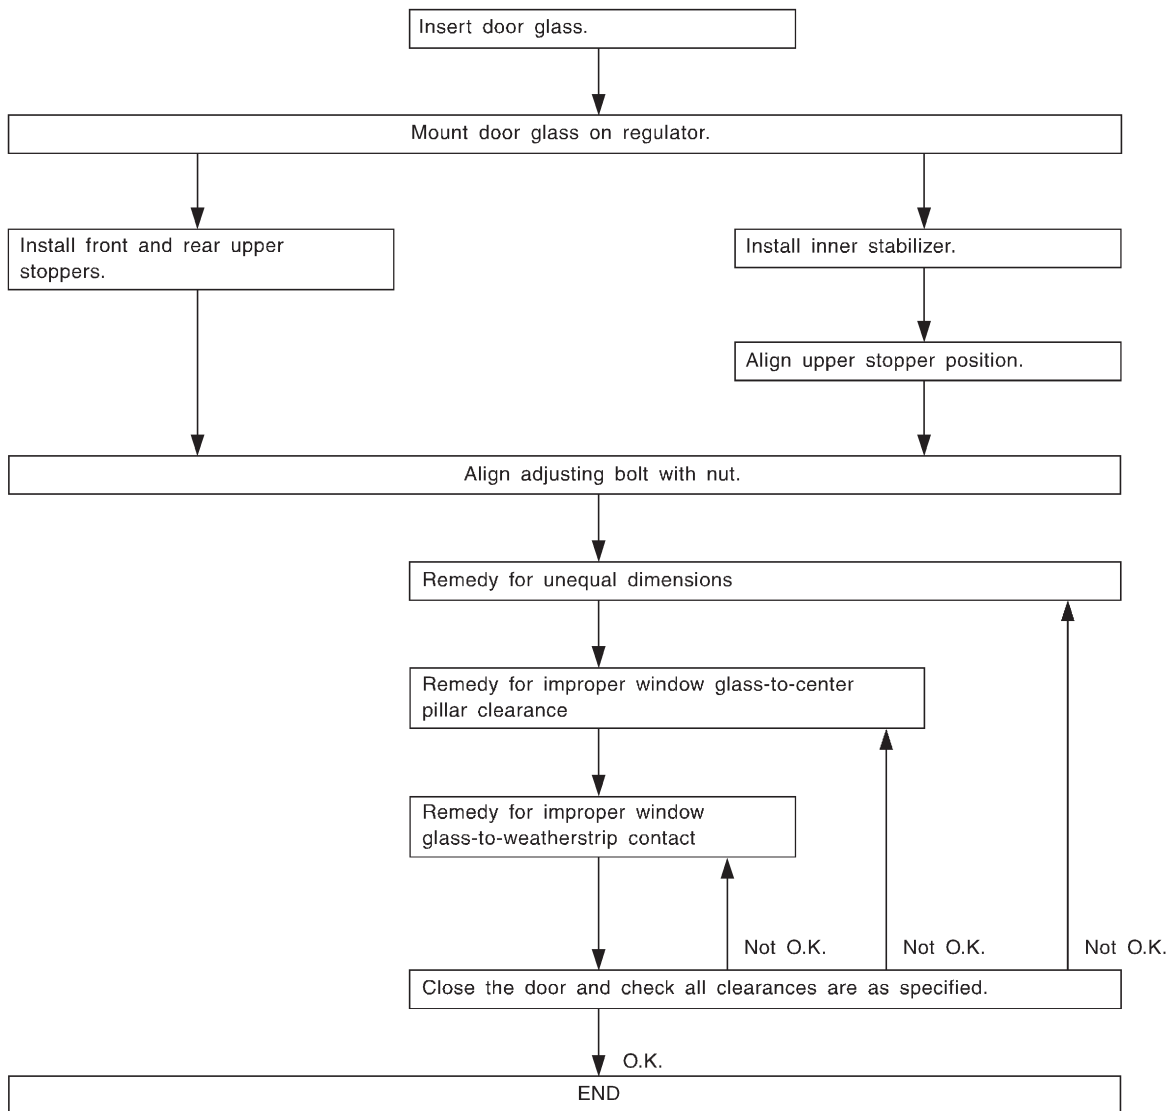 Insert door glass.
Mount door glass on regulator.
Install front and rear upper
stoppers.
Install inner stabilizer.
Align upper stopper position.
Align adjusting bolt with nut.
Remedy for unequal dimensions
Remedy for improper window glass-to-center
pillar clearance
Remedy for improper window
glass-to-weatherstrip contact
Not O.K.
Not O.K.
Not O.K.
Close the door and check all clearances are as specified.
O.K.
END